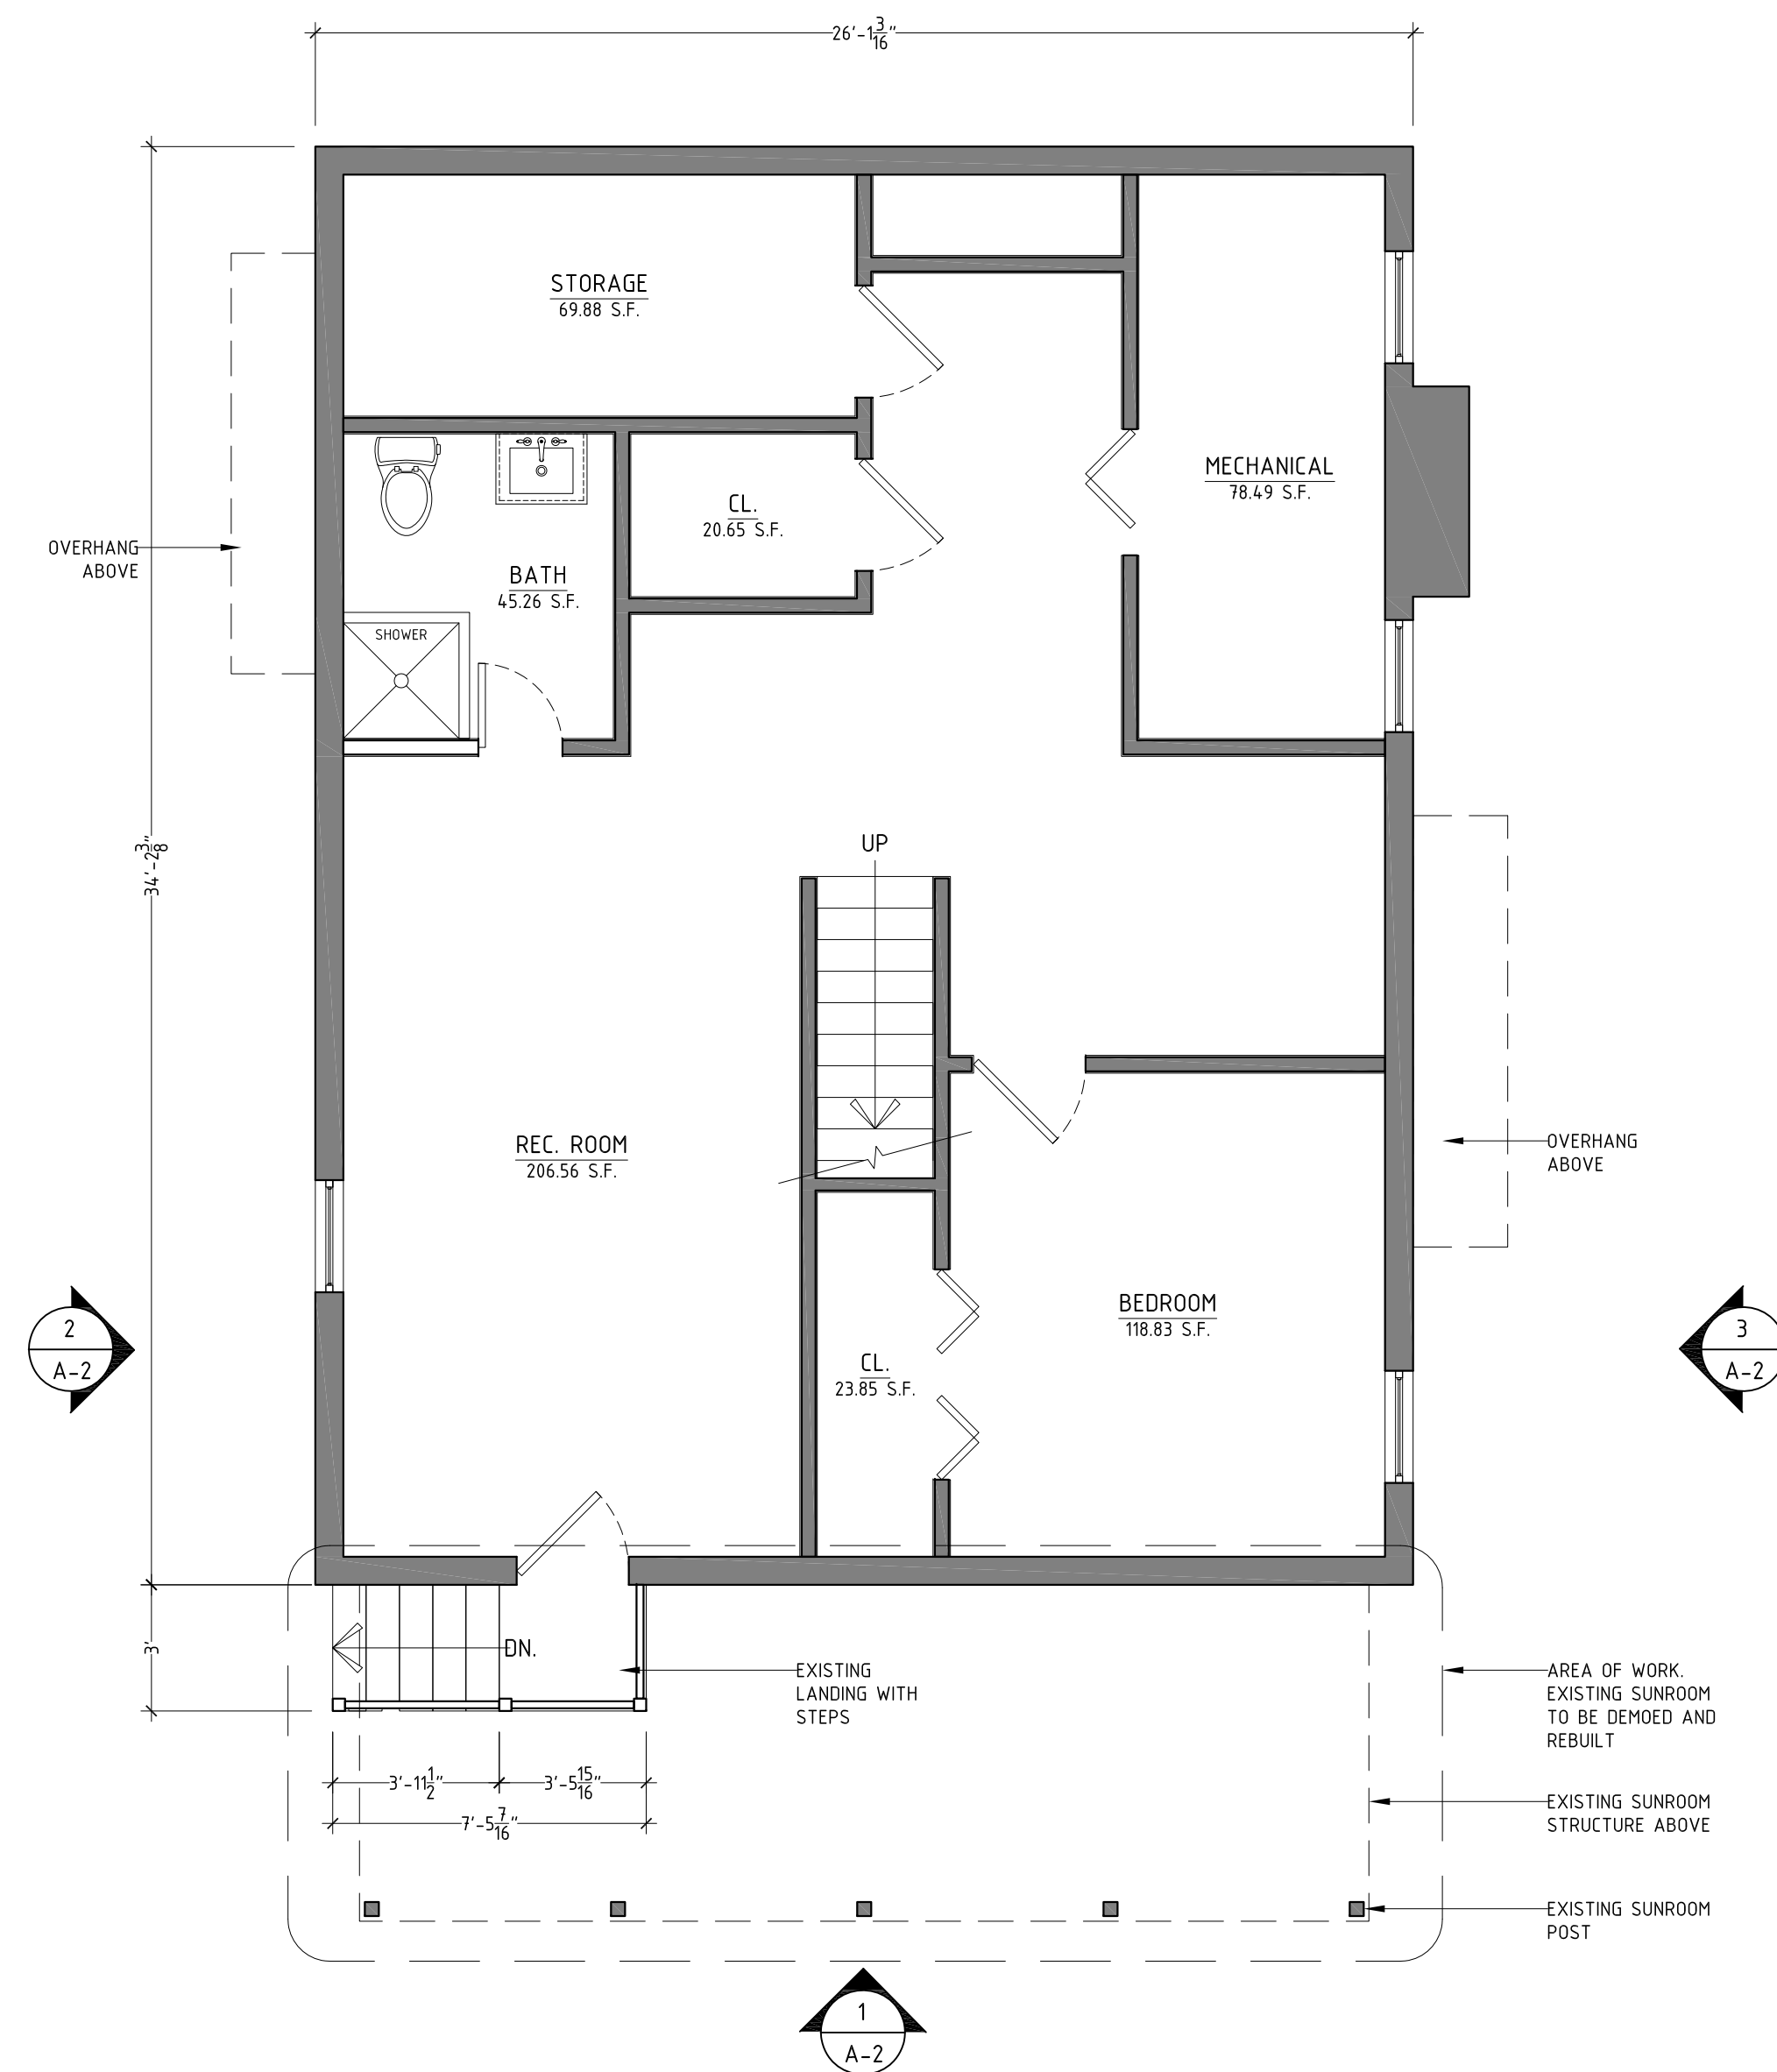 26'-1 3/16"
STORAGE
69.88 S.F.
MECHANICAL
78.49 S.F.
CL.
20.65 S.F.
OVERHANG
ABOVE
BATH
45.26 S.F.
SHOWER
34'-2 3/8"
UP
REC. ROOM
206.56 S.F.
OVERHANG
ABOVE
BEDROOM
118.83 S.F.
2
A-2
3
A-2
CL.
23.85 S.F.
3'
DN.
EXISTING
LANDING WITH
STEPS
AREA OF WORK.
EXISTING SUNROOM
TO BE DEMOED AND
REBUILT
3'-11 1/2"
3'-5 15/16"
7'-5 7/16"
EXISTING SUNROOM
STRUCTURE ABOVE
EXISTING SUNROOM
POST
1
A-2